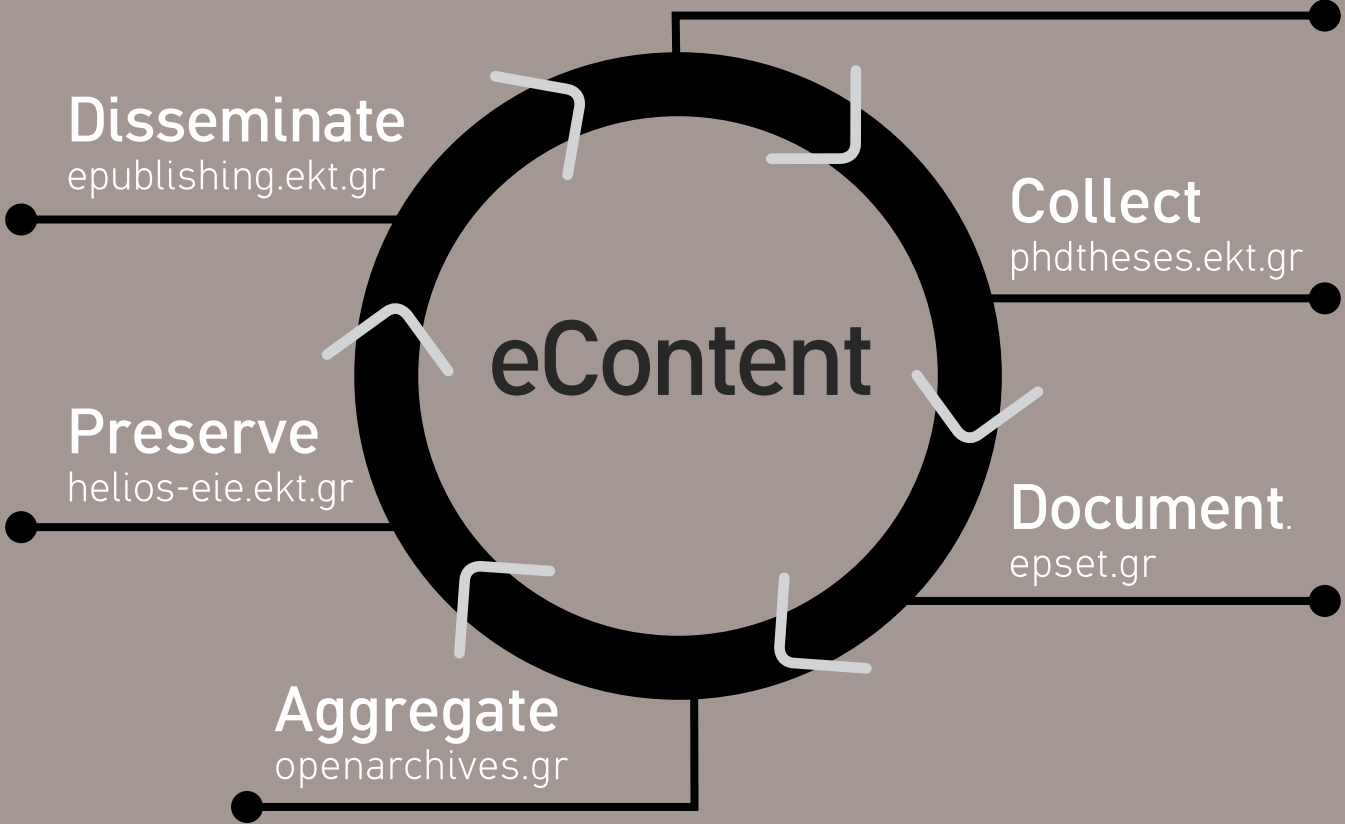 Disseminate
epublishing.ekt.gr
Collect
phdtheses.ekt.gr
eContent
Preserve
helios-eie.ekt.gr
Document.
epset.gr
Aggregate
openarchives.gr